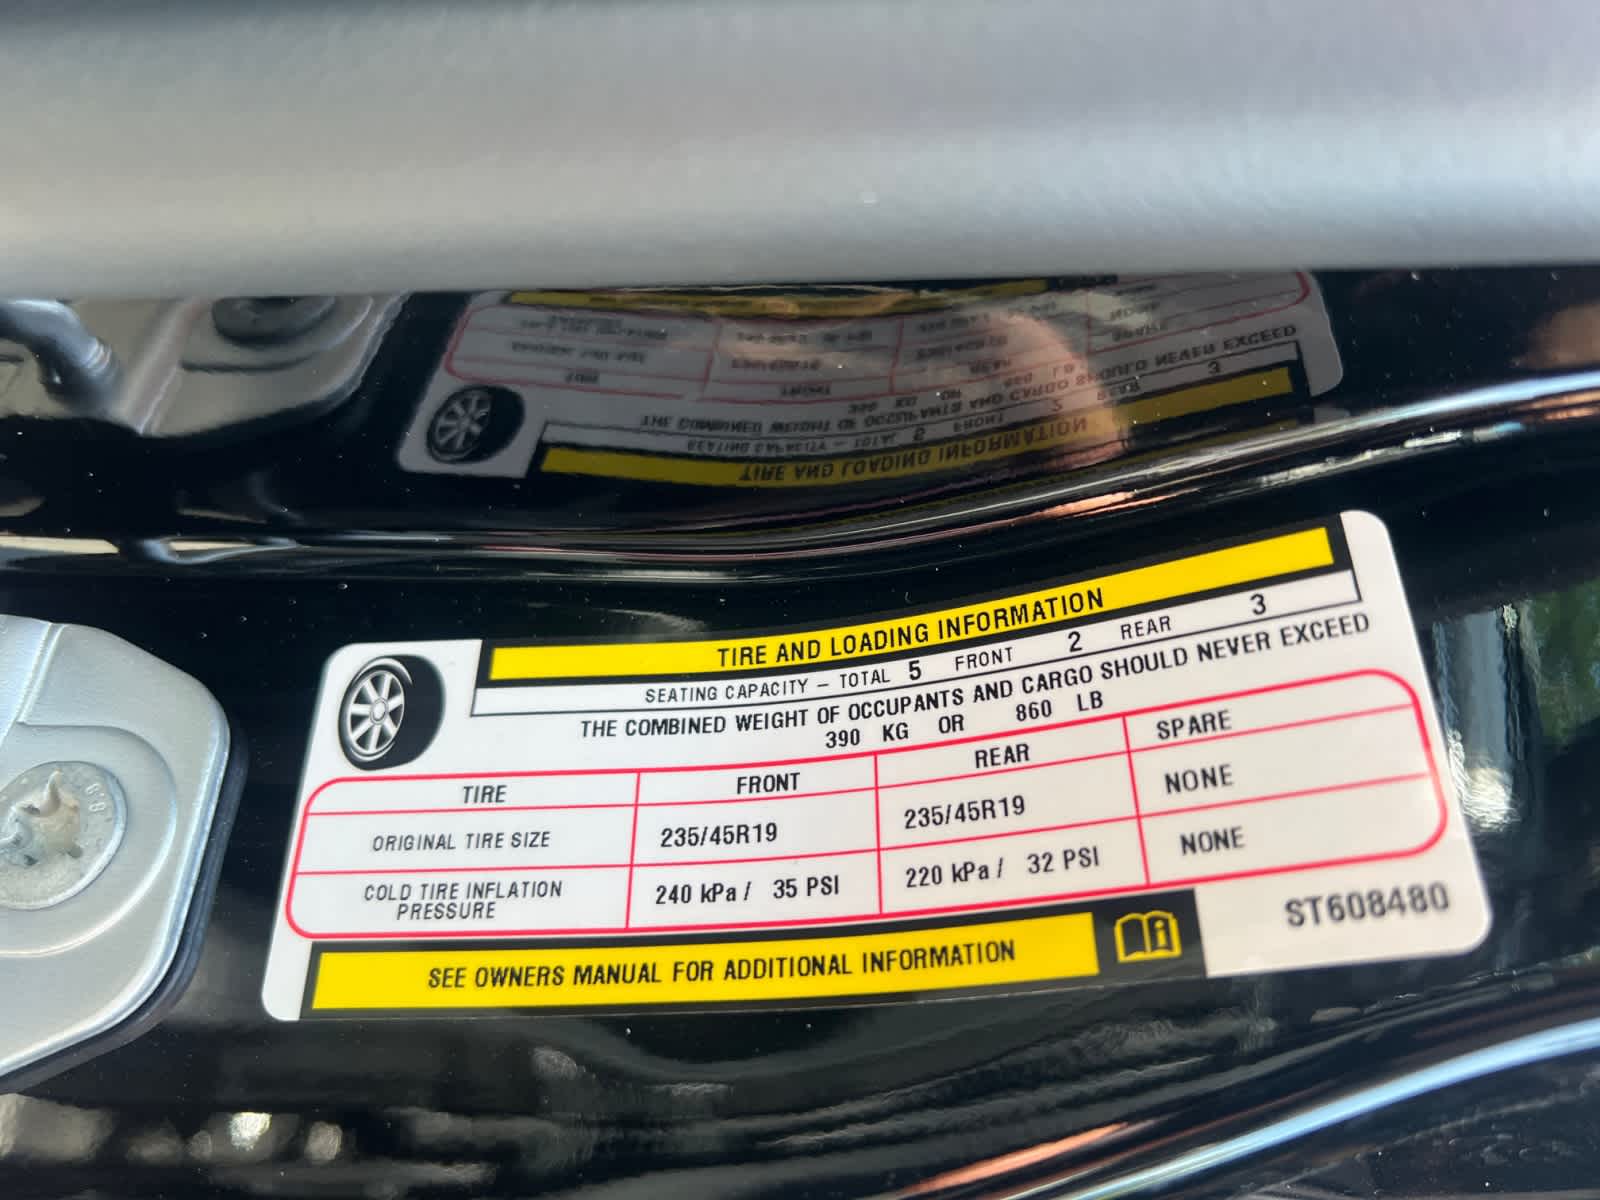 TIRE AND LOADING INFORMATION
SEATING CAPACITY – TOTAL 5 FRONT 2 REAR 3
THE COMBINED WEIGHT OF OCCUPANTS AND CARGO SHOULD NEVER EXCEED
390 KG OR 860 LB
TIRE FRONT REAR SPARE
ORIGINAL TIRE SIZE 235/45R19 235/45R19 NONE
COLD TIRE INFLATION
PRESSURE 240 kPa / 35 PSI 220 kPa / 32 PSI NONE
SEE OWNERS MANUAL FOR ADDITIONAL INFORMATION
ST608480
8.8